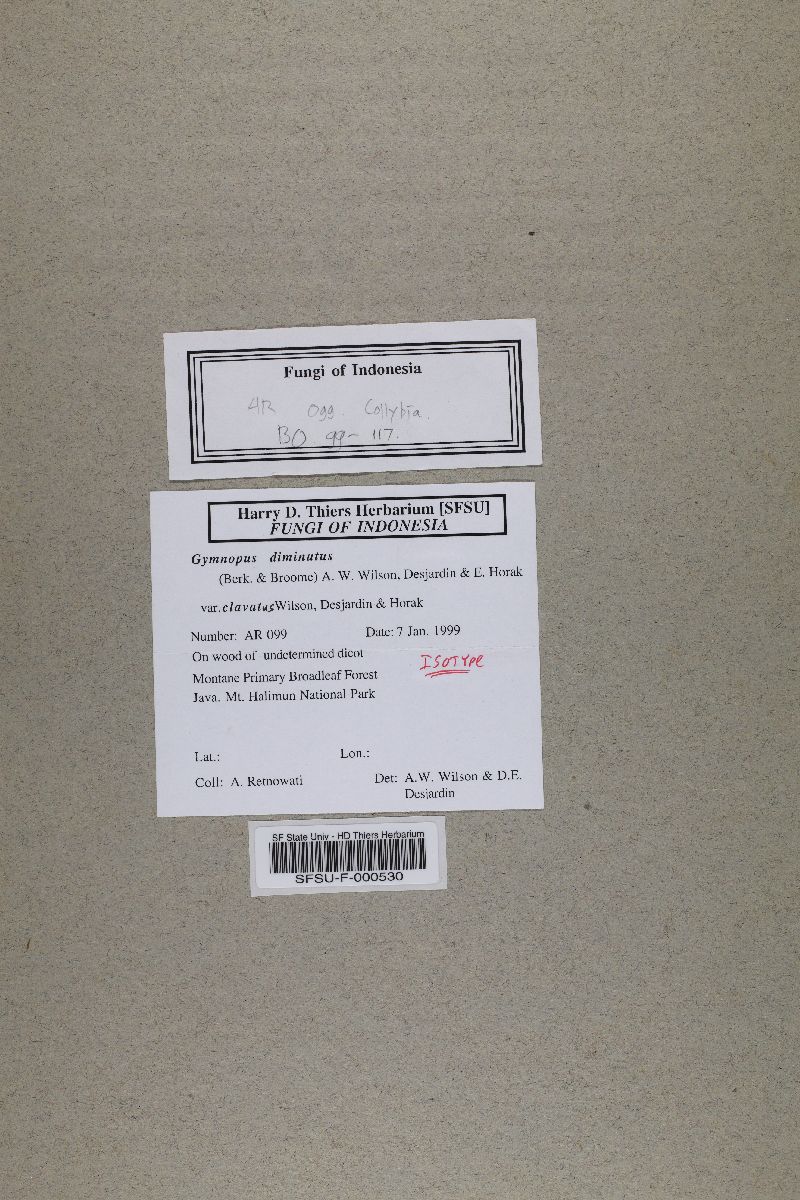 Fungi of Indonesia
AR 099. Collybia.
BO 99- 117.
Harry D. Thiers Herbarium [SFSU]
FUNGI OF INDONESIA
Gymnopus diminutus
(Berk. & Broome) A. W. Wilson, Desjardin & E. Horak
var. clavatus Wilson, Desjardin & Horak
Number: AR 099 Date: 7 Jan. 1999
On wood of undetermined dicot
ISOTYPE
Montane Primary Broadleaf Forest
Java. Mt. Halimun National Park
Lat.: Lon.:
Coll: A. Retnowati Det: A.W. Wilson & D.E.
Desjardin
SF State Univ - HD Thiers Herbarium
SFSU-F-000530